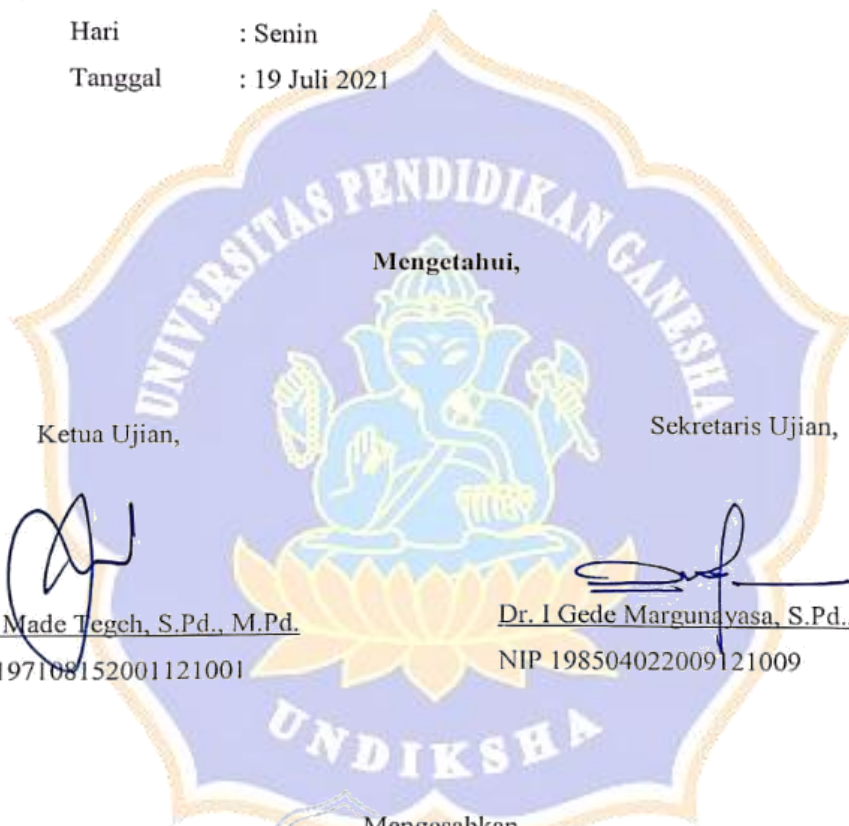 Hari : Senin
Tanggal : 19 Juli 2021
UNIVERSITAS PENDIDIKAN GANESHA
Mengetahui,
Ketua Ujian,
Sekretaris Ujian,
Made Tegeh, S.Pd., M.Pd.
Dr. I Gede Margunayasa, S.Pd.,
197108152001121001
NIP 198504022009121009
UNDIKSHA
Mengesahkan